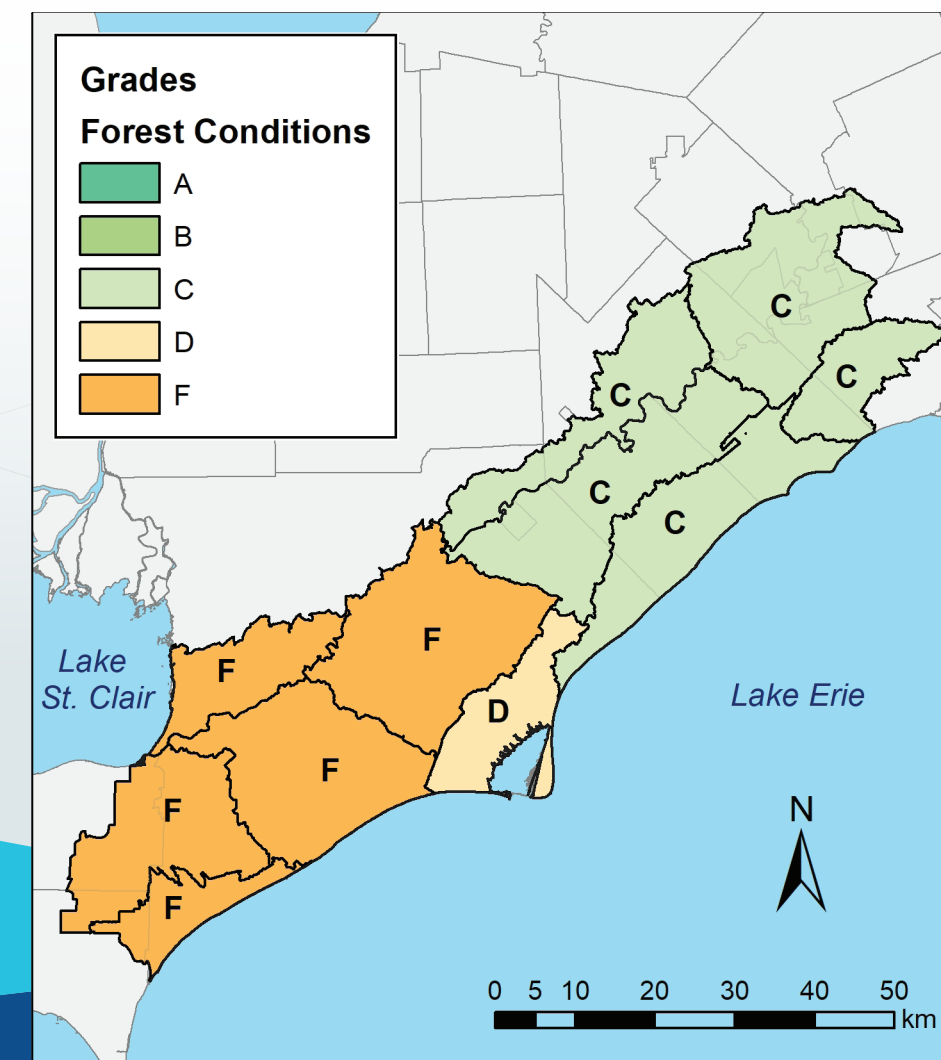 Grades
Forest Conditions
A
B
C
D
F
C
C
C
C
C
F
F
D
F
F
F
Lake
St. Clair
Lake Erie
N
0 5 10 20 30 40 50
km